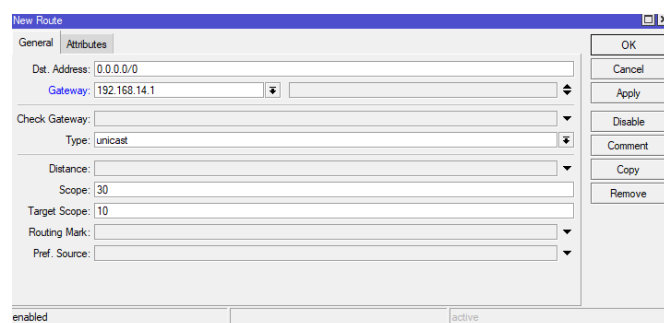 New Route
General Attributes
OK
Dst. Address: 0.0.0.0/0
Cancel
Gateway: 192.168.14.1
Apply
Check Gateway:
Disable
Type: unicast
Comment
Distance:
Copy
Scope: 30
Remove
Target Scope: 10
Routing Mark:
Pref. Source:
enabled active